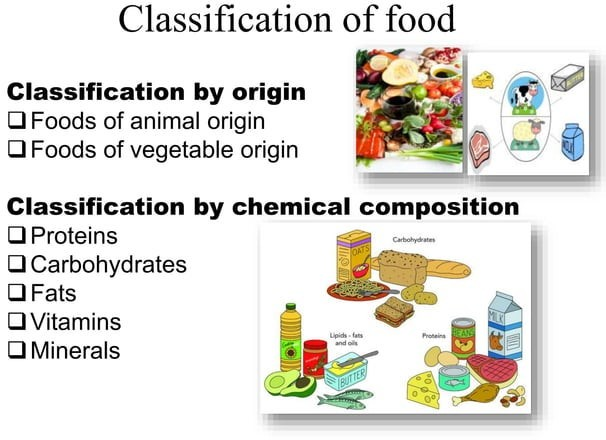 Classification of food
Classification by origin
❑Foods of animal origin
❑Foods of vegetable origin
BUTTER
MILK
Classification by chemical composition
❑Proteins
❑Carbohydrates
❑Fats
❑Vitamins
❑Minerals
Carbohydrates
OATS
Lipids - fats
and oils
BUTTER
Proteins
BEANS
MILK